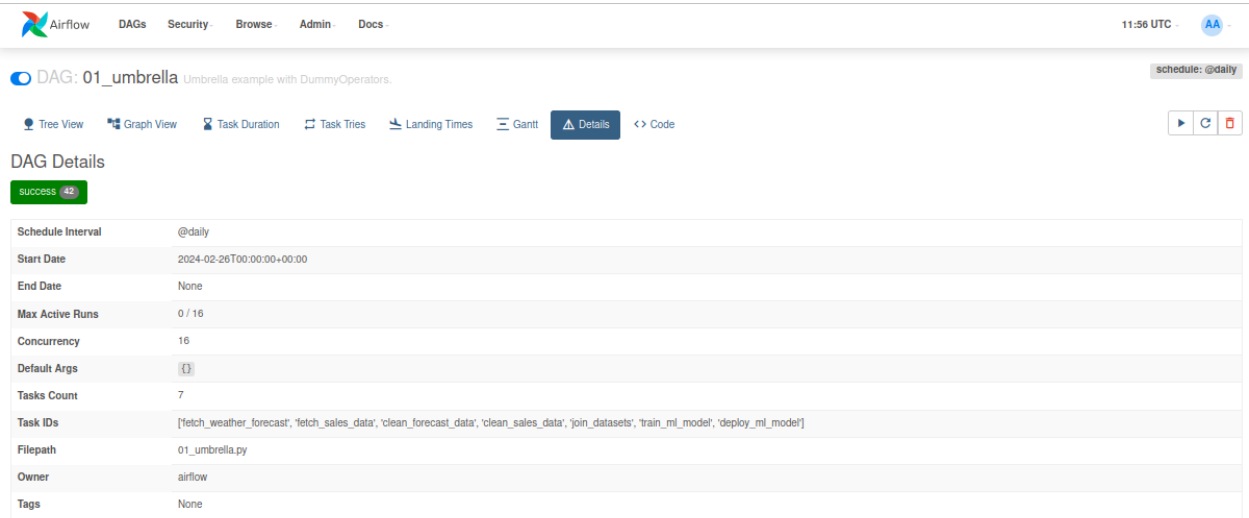 Airflow DAGs Security Browse Admin Docs 11:56 UTC AA
DAG: 01_umbrella Umbrella example with DummyOperators. schedule: @daily
Tree View Graph View Task Duration Task Tries Landing Times Gantt Details <> Code
DAG Details
success 42
Schedule Interval @daily
Start Date 2024-02-26T00:00:00+00:00
End Date None
Max Active Runs 0 / 16
Concurrency 16
Default Args {}
Tasks Count 7
Task IDs ['fetch_weather_forecast', 'fetch_sales_data', 'clean_forecast_data', 'clean_sales_data', 'join_datasets', 'train_ml_model', 'deploy_ml_model']
Filepath 01_umbrella.py
Owner airflow
Tags None